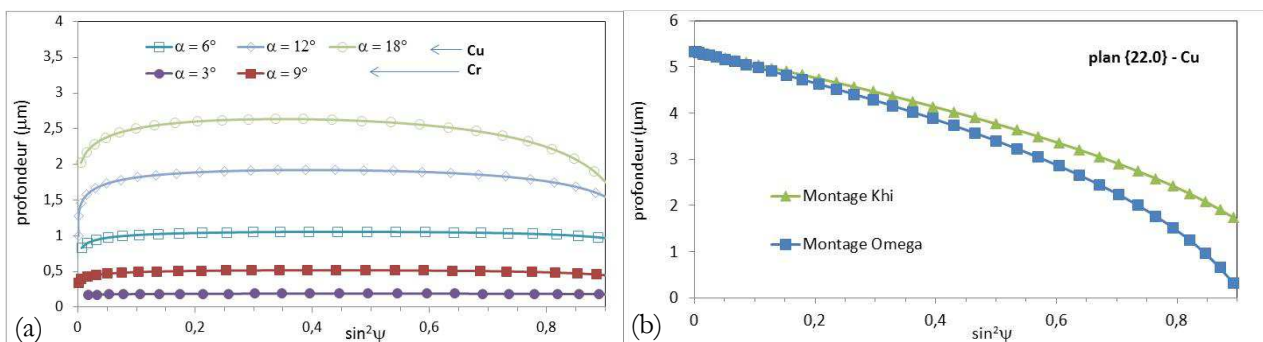 4
3,5
3
2,5
2
1,5
1
0,5
0
profondeur (µm)
α = 6° α = 12° α = 18° Cu
α = 3° α = 9° Cr
0 0,2 0,4 0,6 0,8
sin²ψ
(a)
6
5
4
3
2
1
0
profondeur (µm)
plan {22.0} - Cu
Montage Khi
Montage Omega
0 0,2 0,4 0,6 0,8
sin²ψ
(b)